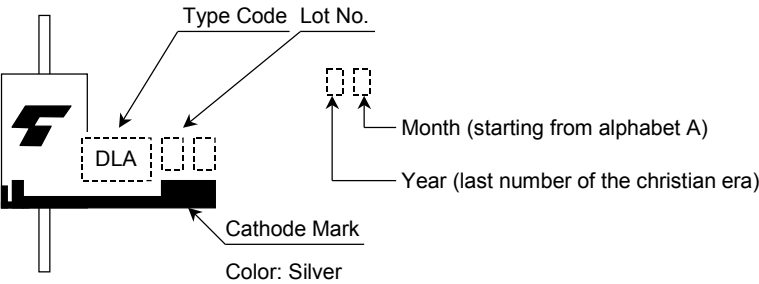 Type Code
Lot No.
DLA
Month (starting from alphabet A)
Year (last number of the christian era)
Cathode Mark
Color: Silver